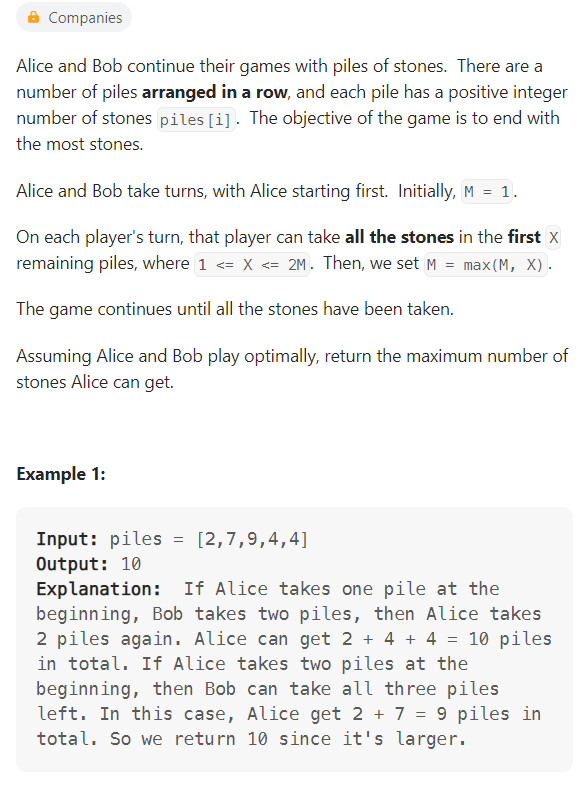 Companies
Alice and Bob continue their games with piles of stones. There are a
number of piles arranged in a row, and each pile has a positive integer
number of stones piles[i]. The objective of the game is to end with
the most stones.
Alice and Bob take turns, with Alice starting first. Initially, M = 1.
On each player's turn, that player can take all the stones in the first X
remaining piles, where 1 <= X <= 2M. Then, we set M = max(M, X).
The game continues until all the stones have been taken.
Assuming Alice and Bob play optimally, return the maximum number of
stones Alice can get.
Example 1:
Input: piles = [2,7,9,4,4]
Output: 10
Explanation: If Alice takes one pile at the
beginning, Bob takes two piles, then Alice takes
2 piles again. Alice can get 2 + 4 + 4 = 10 piles
in total. If Alice takes two piles at the
beginning, then Bob can take all three piles
left. In this case, Alice get 2 + 7 = 9 piles in
total. So we return 10 since it's larger.